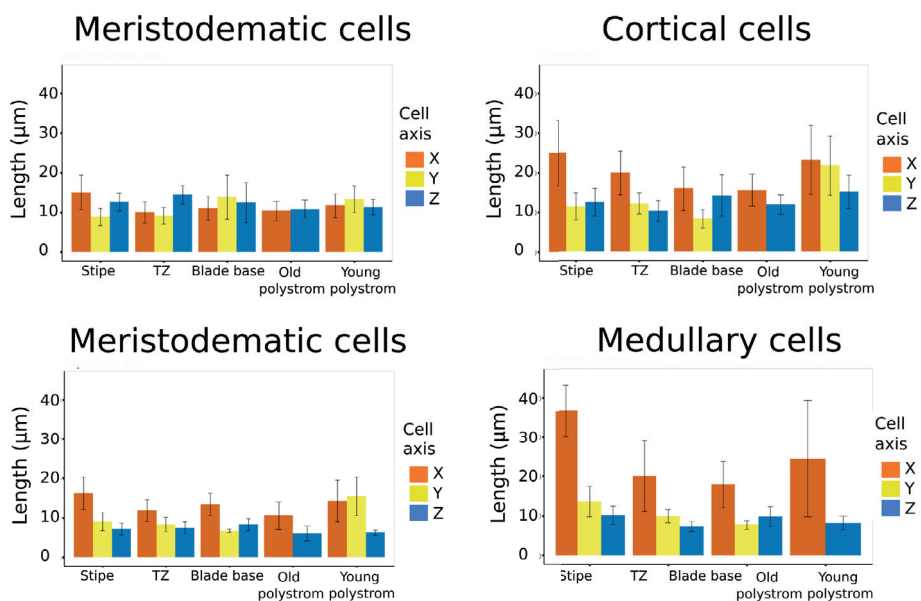 Meristodematic cells
Length (μm)
40
30
20
10
0
Stipe
TZ
Blade base
Old polystrom
Young polystrom
Cell axis
X
Y
Z
Cortical cells
Length (μm)
40
30
20
10
0
Stipe
TZ
Blade base
Old polystrom
Young polystrom
Cell axis
X
Y
Z
Meristodematic cells
Length (μm)
40
30
20
10
0
Stipe
TZ
Blade base
Old polystrom
Young polystrom
Cell axis
X
Y
Z
Medullary cells
Length (μm)
40
30
20
10
0
Stipe
TZ
Blade base
Old polystrom
Young polystrom
Cell axis
X
Y
Z